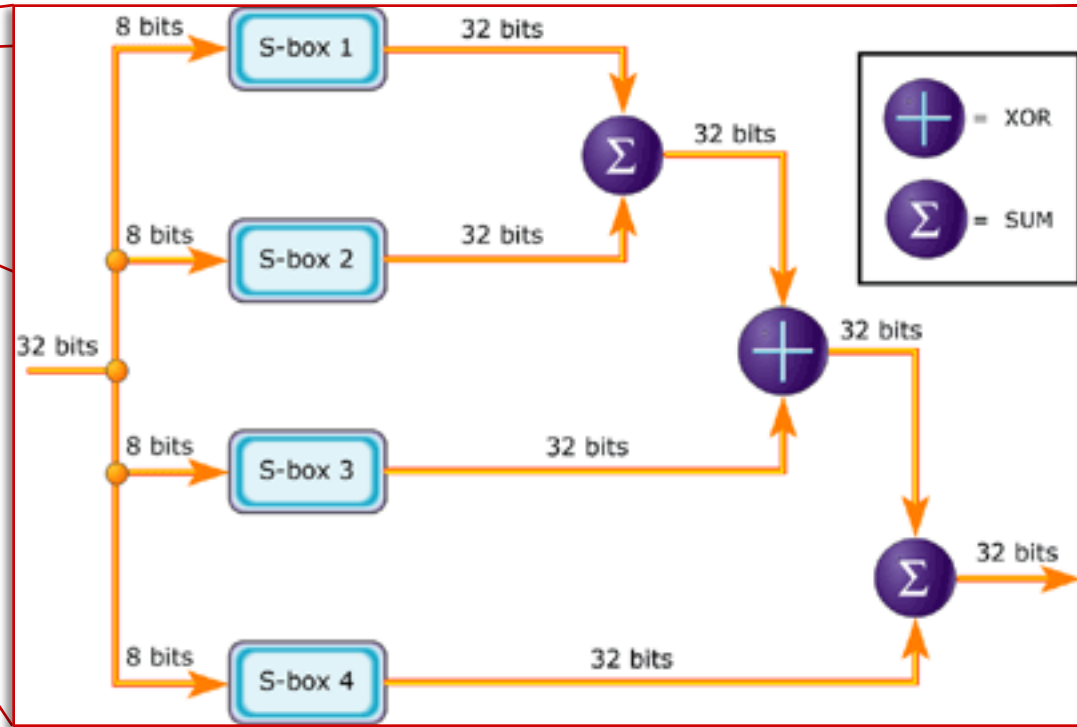 8 bits
S-box 1
32 bits
Σ
32 bits
+ = XOR
Σ = SUM
8 bits
S-box 2
32 bits
32 bits
+
32 bits
8 bits
S-box 3
32 bits
Σ
32 bits
8 bits
S-box 4
32 bits